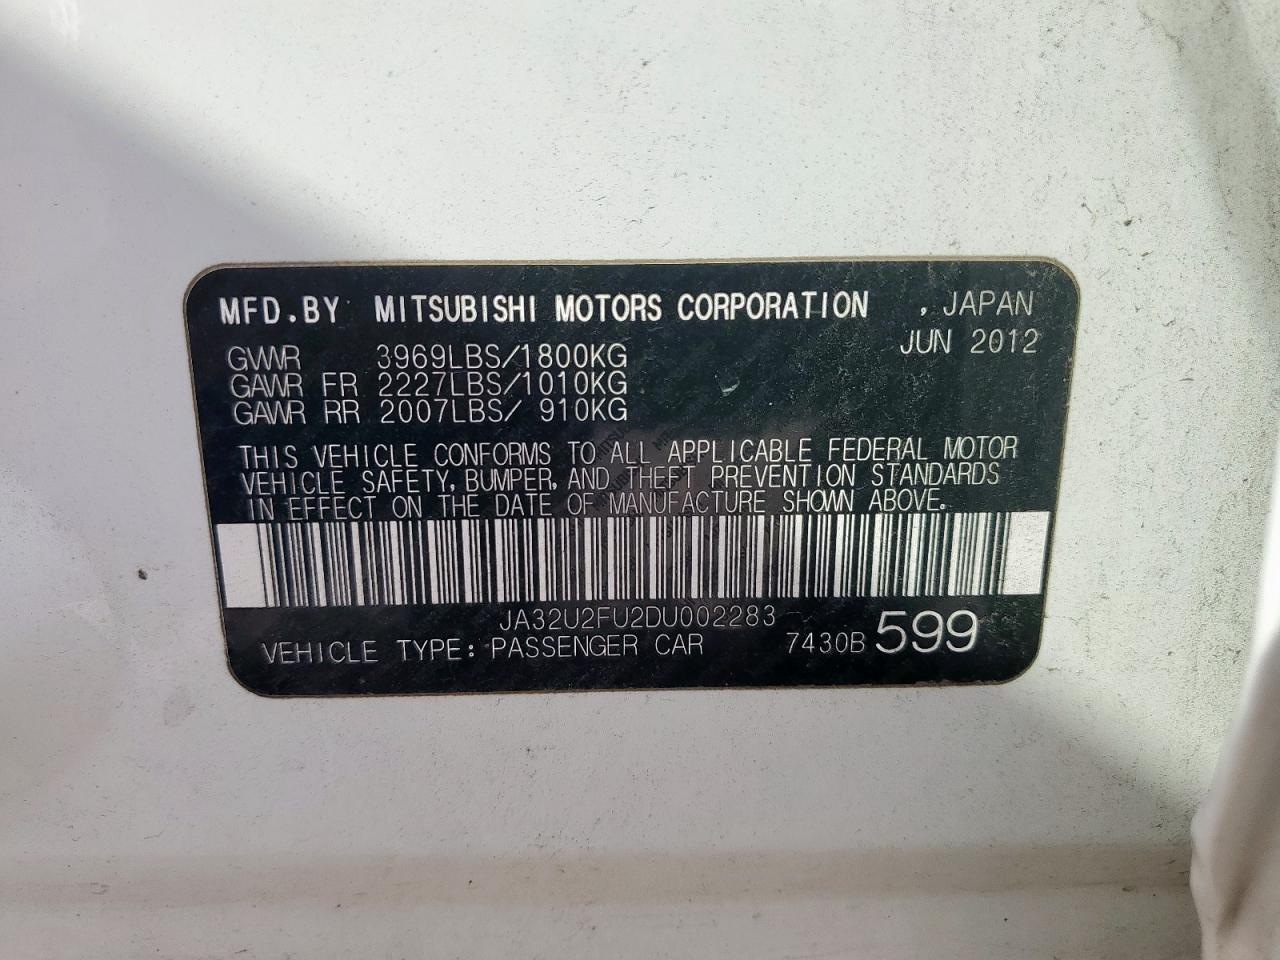 MFD.BY MITSUBISHI MOTORS CORPORATION , JAPAN
JUN 2012
GVWR 3969LBS/1800KG
GAWR FR 2227LBS/1010KG
GAWR RR 2007LBS/ 910KG
THIS VEHICLE CONFORMS TO ALL APPLICABLE FEDERAL MOTOR
VEHICLE SAFETY, BUMPER, AND THEFT PREVENTION STANDARDS
IN EFFECT ON THE DATE OF MANUFACTURE SHOWN ABOVE.
JA32U2FU2DU002283
VEHICLE TYPE: PASSENGER CAR 7430B 599